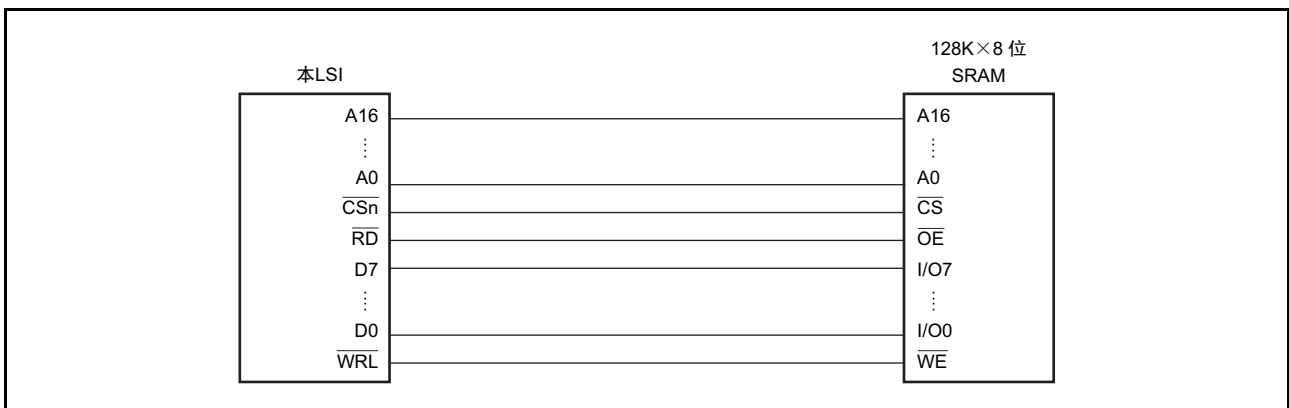 128K×8 位
本LSI SRAM
A16 A16
⋮ ⋮
A0 A0
CSn CS
RD OE
D7 I/O7
⋮ ⋮
D0 I/O0
WRL WE